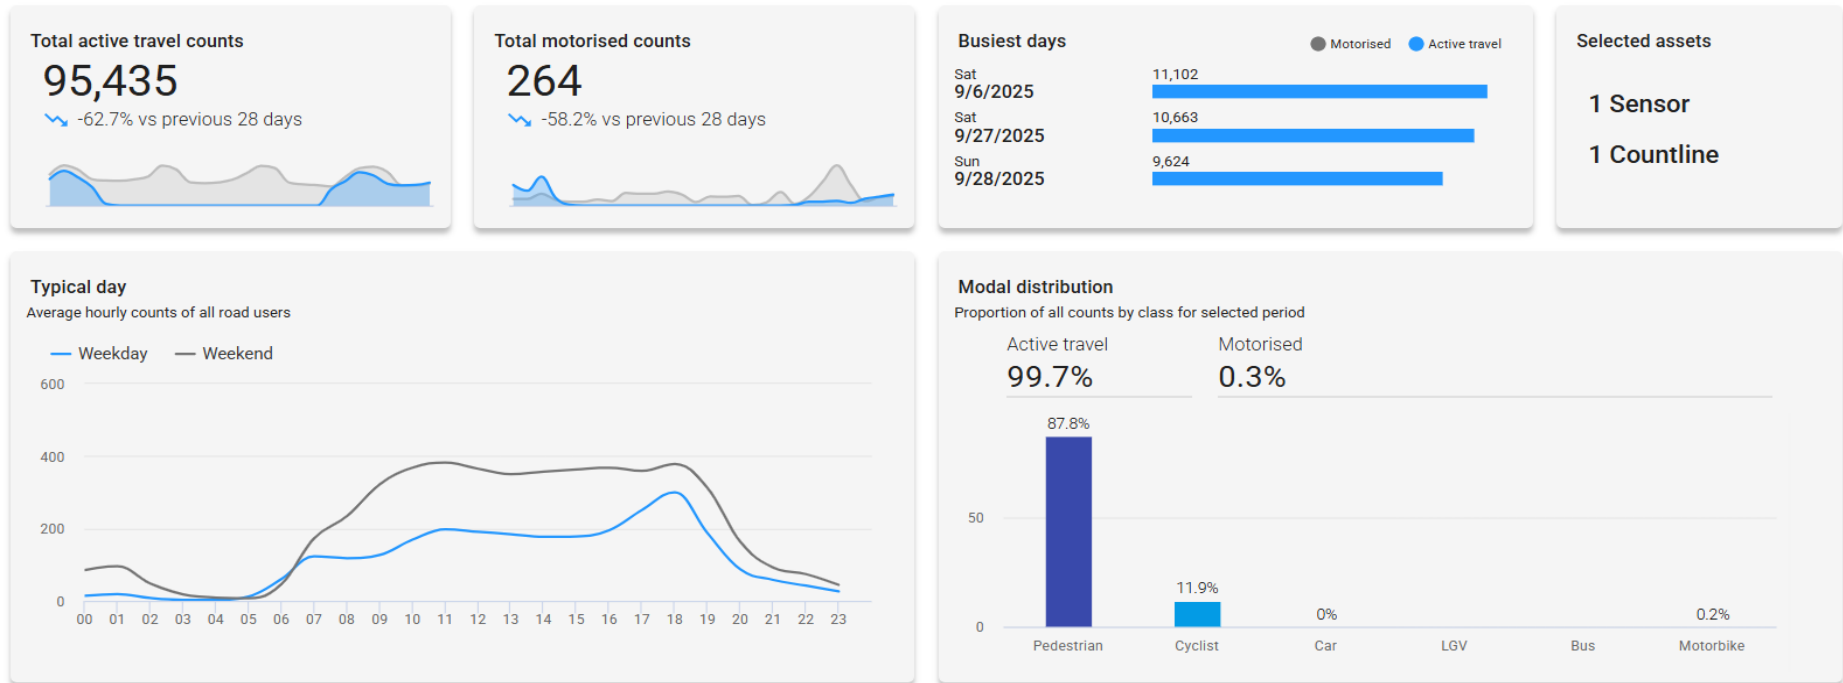 Total active travel counts
95,435
-62.7% vs previous 28 days
Total motorised counts
264
-58.2% vs previous 28 days
Busiest days
Motorised Active travel
Sat
9/6/2025
11,102
Sat
9/27/2025
10,663
Sun
9/28/2025
9,624
Selected assets
1 Sensor
1 Countline
Typical day
Average hourly counts of all road users
Weekday Weekend
600
400
200
0
00 01 02 03 04 05 06 07 08 09 10 11 12 13 14 15 16 17 18 19 20 21 22 23
Modal distribution
Proportion of all counts by class for selected period
Active travel Motorised
99.7% 0.3%
87.8%
50
11.9%
0% 0.2%
0
Pedestrian Cyclist Car LGV Bus Motorbike